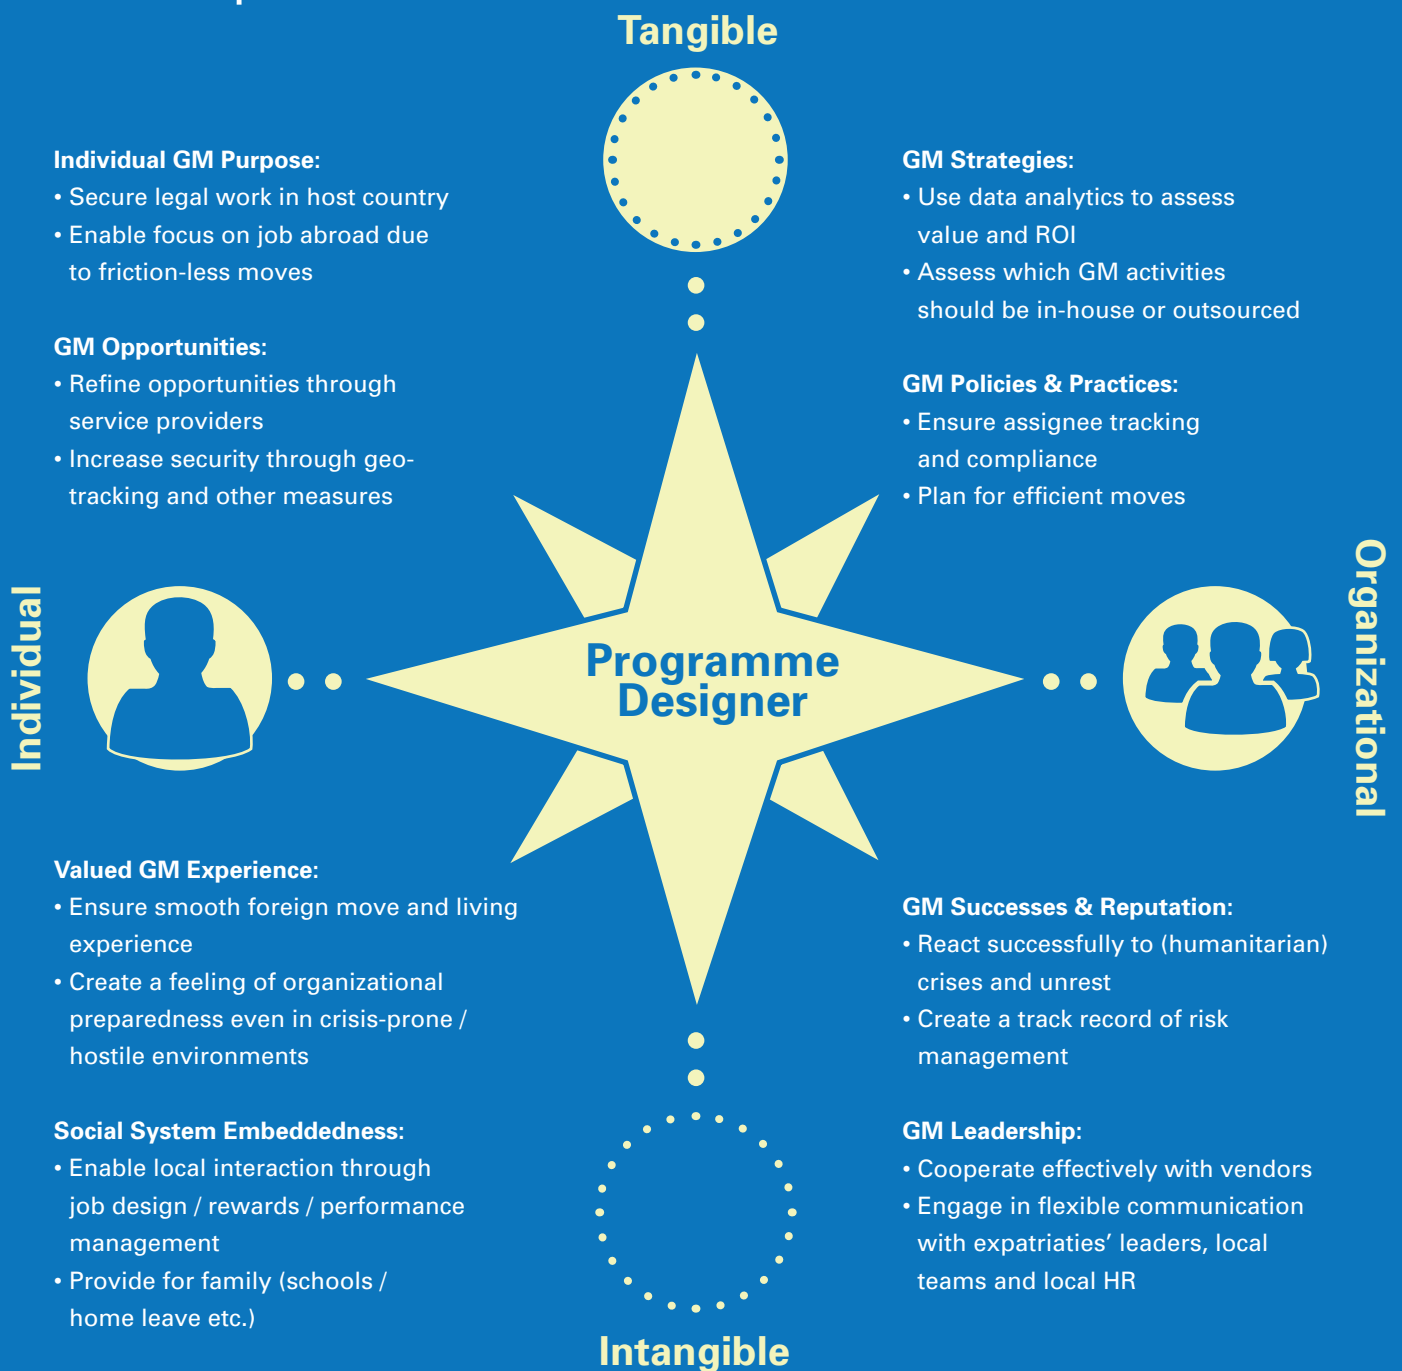 Tangible
Individual GM Purpose:
• Secure legal work in host country
• Enable focus on job abroad due
to friction-less moves
GM Opportunities:
• Refine opportunities through
service providers
• Increase security through geo-
tracking and other measures
GM Strategies:
• Use data analytics to assess
value and ROI
• Assess which GM activities
should be in-house or outsourced
GM Policies & Practices:
• Ensure assignee tracking
and compliance
• Plan for efficient moves
Individual
Programme
Designer
Organizational
Valued GM Experience:
• Ensure smooth foreign move and living
experience
• Create a feeling of organizational
preparedness even in crisis-prone /
hostile environments
Social System Embeddedness:
• Enable local interaction through
job design / rewards / performance
management
• Provide for family (schools /
home leave etc.)
GM Successes & Reputation:
• React successfully to (humanitarian)
crises and unrest
• Create a track record of risk
management
GM Leadership:
• Cooperate effectively with vendors
• Engage in flexible communication
with expatriaties’ leaders, local
teams and local HR
Intangible